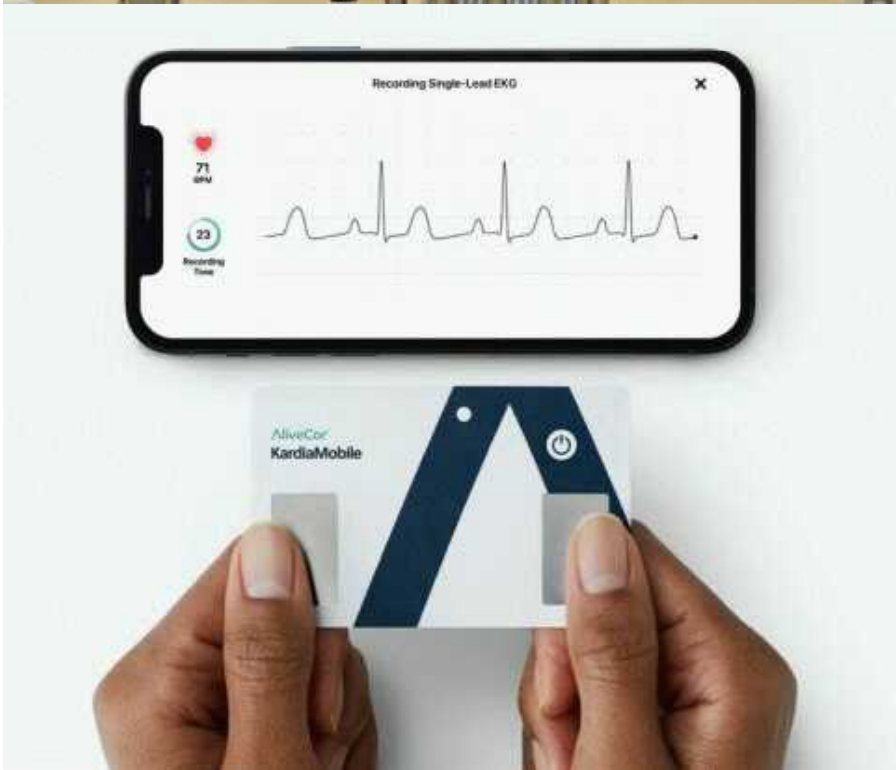 Recording Single-Lead EKG
71
BPM
23
Recording
Time
AliveCor
KardiaMobile